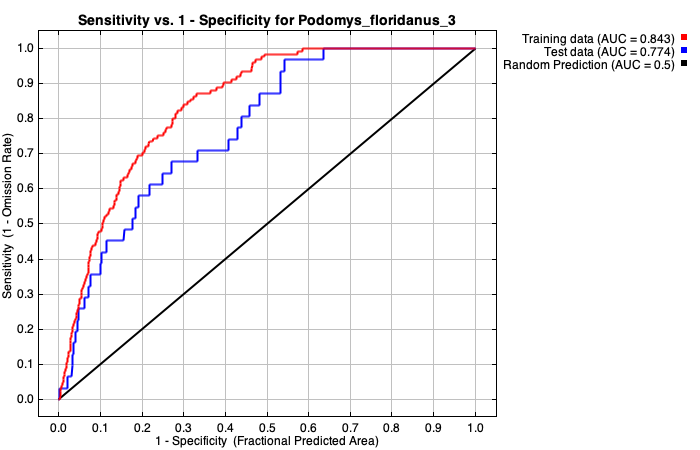 Sensitivity vs. 1 - Specificity for Podomys_floridanus_3
Training data (AUC = 0.843)
Test data (AUC = 0.774)
Random Prediction (AUC = 0.5)
Sensitivity (1 - Omission Rate)
1.0
0.9
0.8
0.7
0.6
0.5
0.4
0.3
0.2
0.1
0.0
0.0 0.1 0.2 0.3 0.4 0.5 0.6 0.7 0.8 0.9 1.0
1 - Specificity (Fractional Predicted Area)